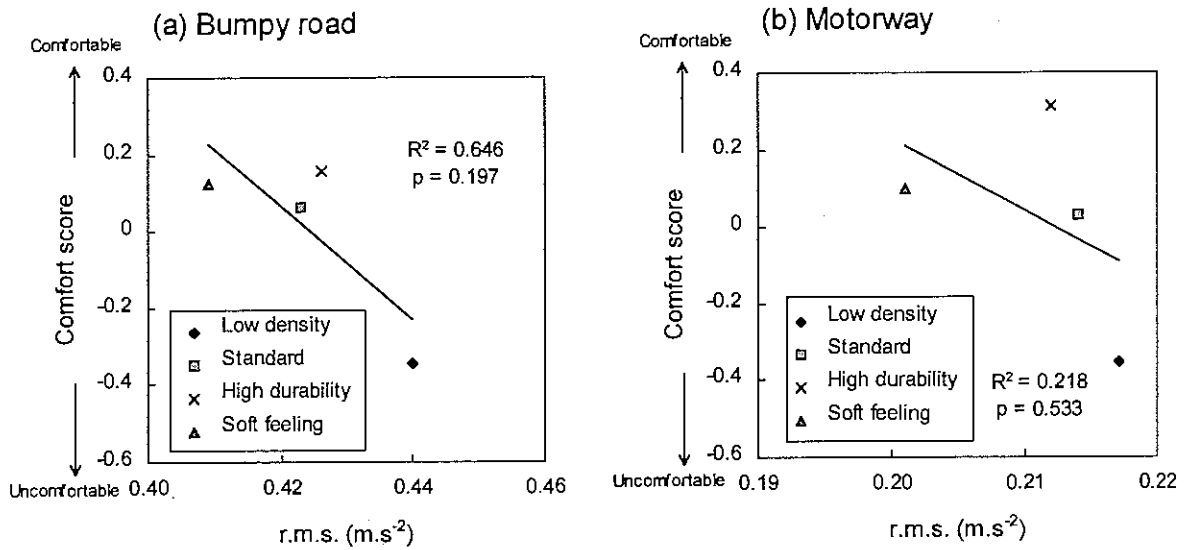 (a) Bumpy road
Comfortable
0.4
0.2
0
-0.2
-0.4
-0.6
Comfort score
R² = 0.646
p = 0.197
Low density
Standard
High durability
Soft feeling
Uncomfortable
0.40
0.42
0.44
0.46
r.m.s. (m.s⁻²)
(b) Motorway
Comfortable
0.4
0.2
0
-0.2
-0.4
-0.6
Comfort score
Low density
Standard
High durability
Soft feeling
R² = 0.218
p = 0.533
Uncomfortable
0.19
0.20
0.21
0.22
r.m.s. (m.s⁻²)